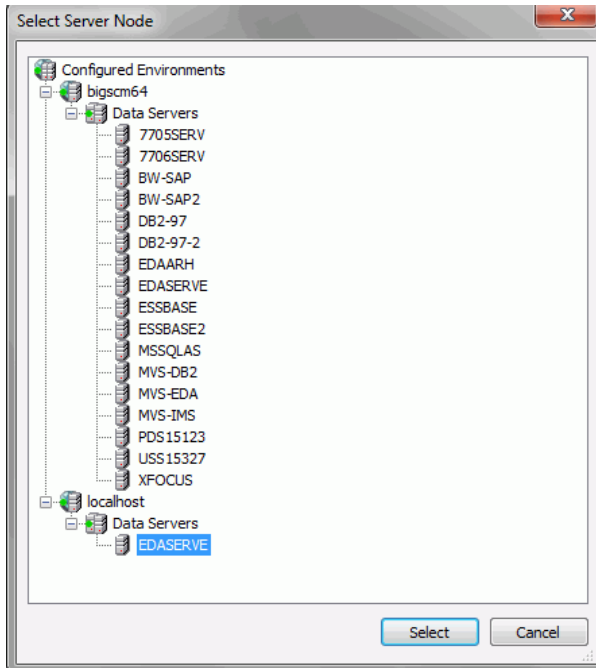 Select Server Node
Configured Environments
bigscm64
Data Servers
7705SERV
7706SERV
BW-SAP
BW-SAP2
DB2-97
DB2-97-2
EDAARH
EDASERVE
ESSBASE
ESSBASE2
MSSQLAS
MVS-DB2
MVS-EDA
MVS-IMS
PDS15123
USS15327
XFOCUS
localhost
Data Servers
EDASERVE
Select Cancel